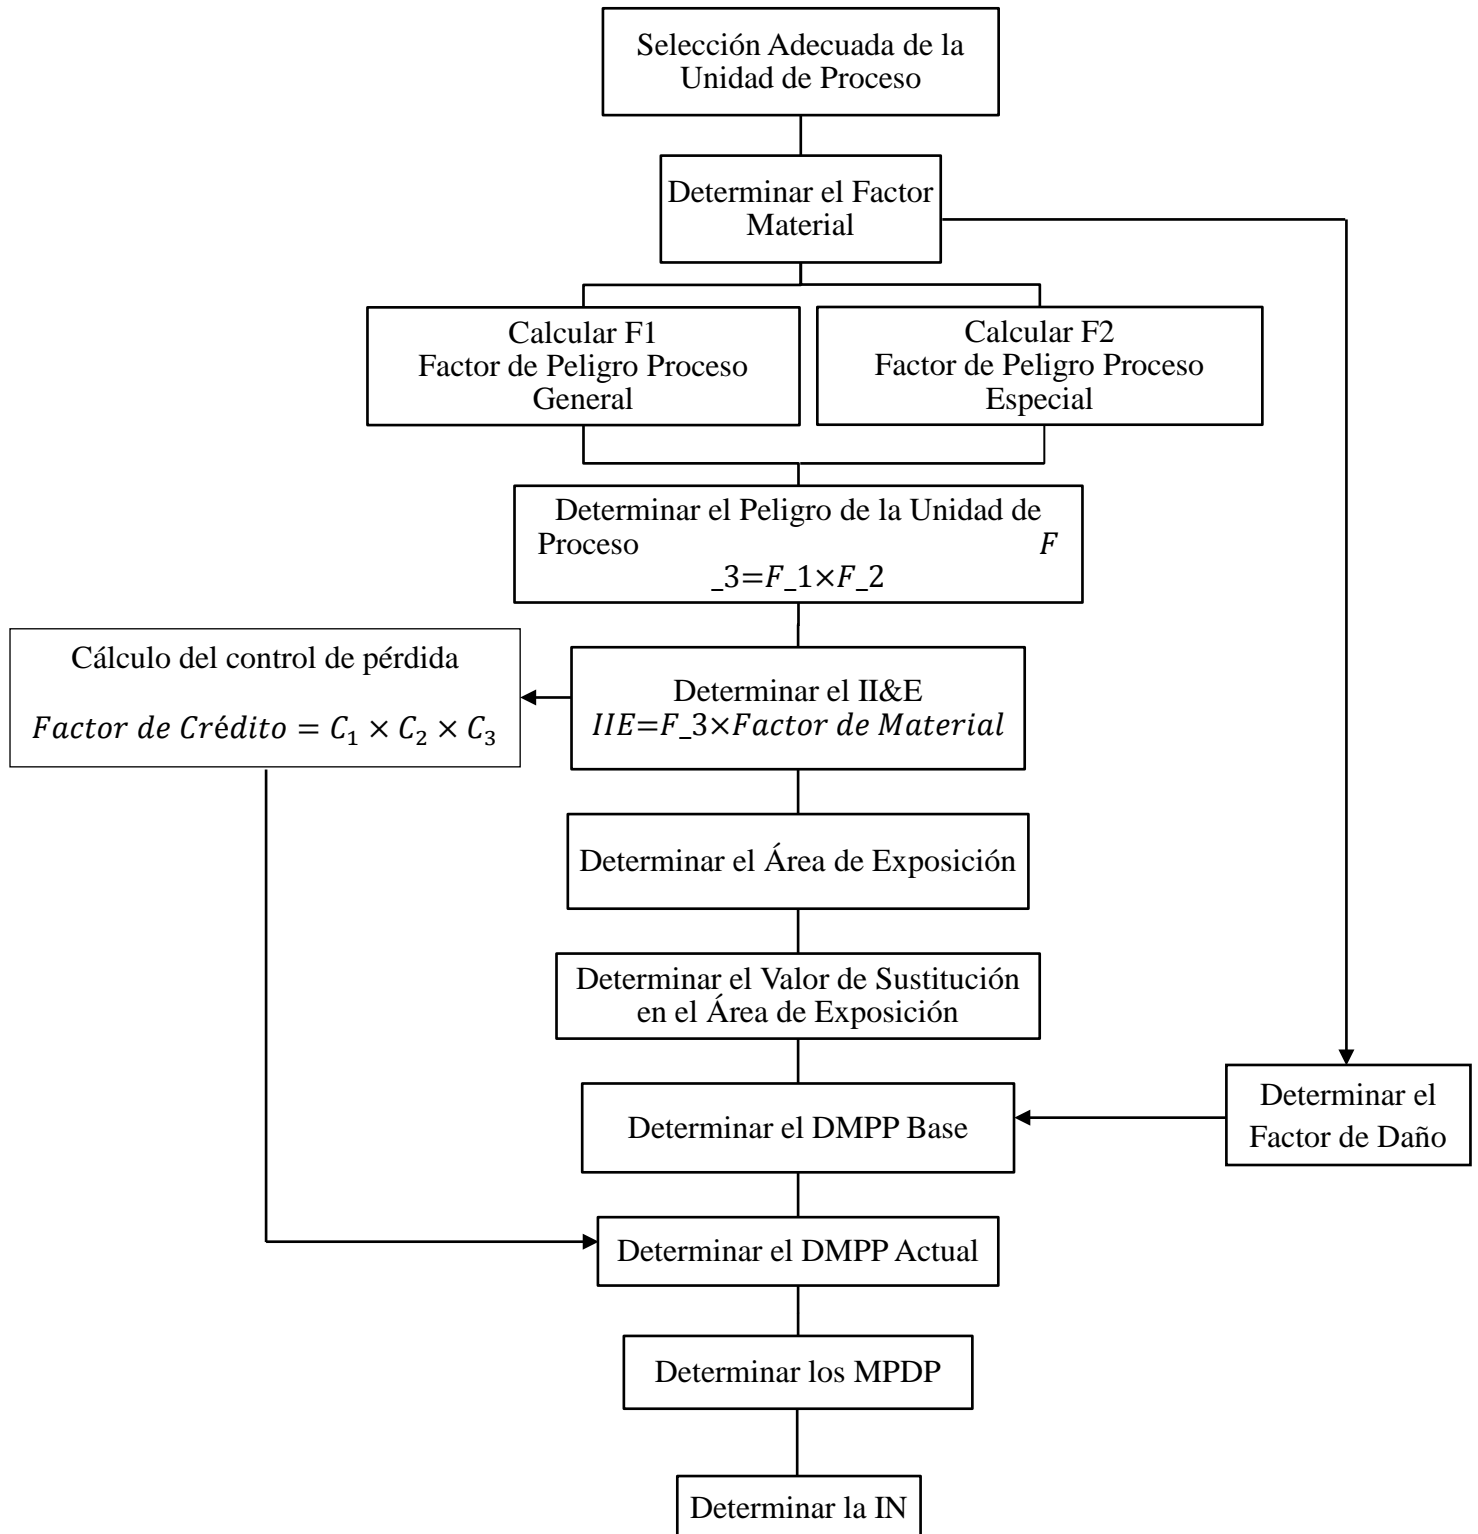 Selección Adecuada de la
Unidad de Proceso
Determinar el Factor
Material
Calcular F1
Factor de Peligro Proceso
General
Calcular F2
Factor de Peligro Proceso
Especial
Determinar el Peligro de la Unidad de
Proceso F
_3=F_1×F_2
Cálculo del control de pérdida
Factor de Crédito = C₁ × C₂ × C₃
Determinar el II&E
IIE=F_3×Factor de Material
Determinar el Área de Exposición
Determinar el Valor de Sustitución
en el Área de Exposición
Determinar el DMPP Base
Determinar el
Factor de Daño
Determinar el DMPP Actual
Determinar los MPDP
Determinar la IN